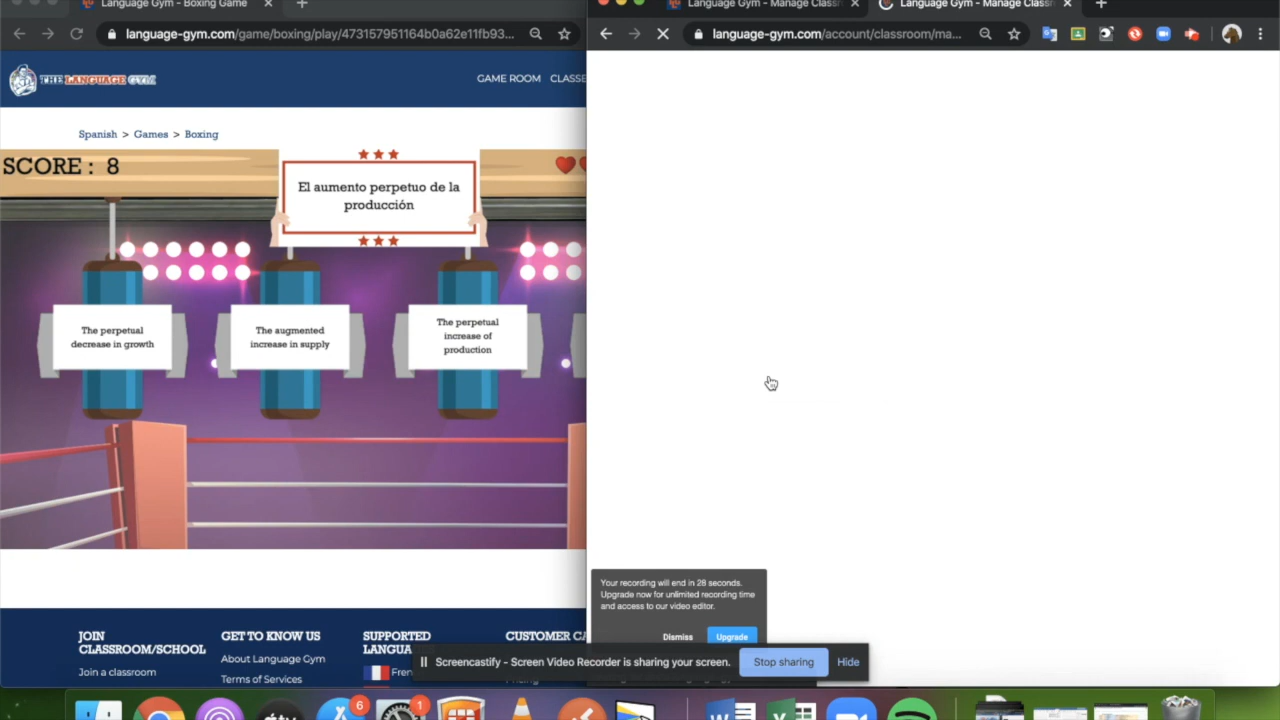 Language Gym - Boxing Game
language-gym.com/game/boxing/play/473157951164b0a62e11fb93...
THE LANGUAGE GYM
GAME ROOM CLASSE
Spanish > Games > Boxing
SCORE : 8
El aumento perpetuo de la
producción
The perpetual
decrease in growth
The augmented
increase in supply
The perpetual
increase of
production
JOIN
CLASSROOM/SCHOOL
Join a classroom
GET TO KNOW US
About Language Gym
Terms of Services
SUPPORTED
LANGUA
Fren
CUSTOMER CA
Language Gym - Manage Classr
Language Gym - Manage Classr
language-gym.com/account/classroom/ma...
Your recording will end in 28 seconds.
Upgrade now for unlimited recording time
and access to our video editor.
Dismiss Upgrade
Screencastify - Screen Video Recorder is sharing your screen. Stop sharing Hide
6
1
tv
W
X